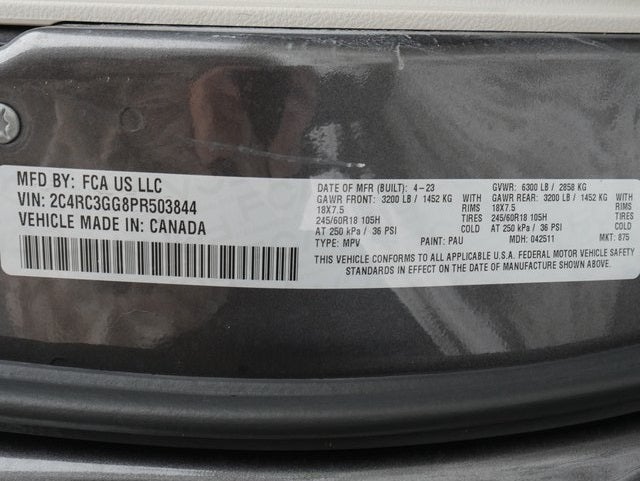 MFD BY: FCA US LLC
VIN: 2C4RC3GG8PR503844
VEHICLE MADE IN: CANADA
DATE OF MFR (BUILT): 4-23 GVWR: 6300 LB / 2858 KG
GAWR FRONT: 3200 LB / 1452 KG WITH GAWR REAR: 3200 LB / 1452 KG WITH
18X7.5 RIMS 18X7.5 RIMS
245/60R18 105H TIRES 245/60R18 105H TIRES
AT 250 kPa / 36 PSI COLD AT 250 kPa / 36 PSI COLD
TYPE: MPV PAINT: PAU MDH: 042511 MKT: 875
THIS VEHICLE CONFORMS TO ALL APPLICABLE U.S.A. FEDERAL MOTOR VEHICLE SAFETY
STANDARDS IN EFFECT ON THE DATE OF MANUFACTURE SHOWN ABOVE.